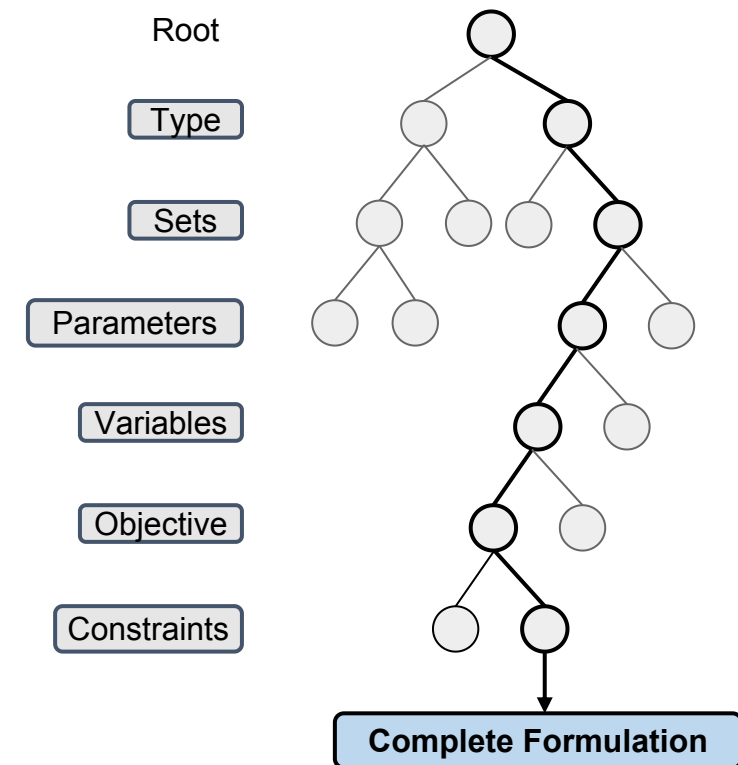 Root
Type
Sets
Parameters
Variables
Objective
Constraints
Complete Formulation